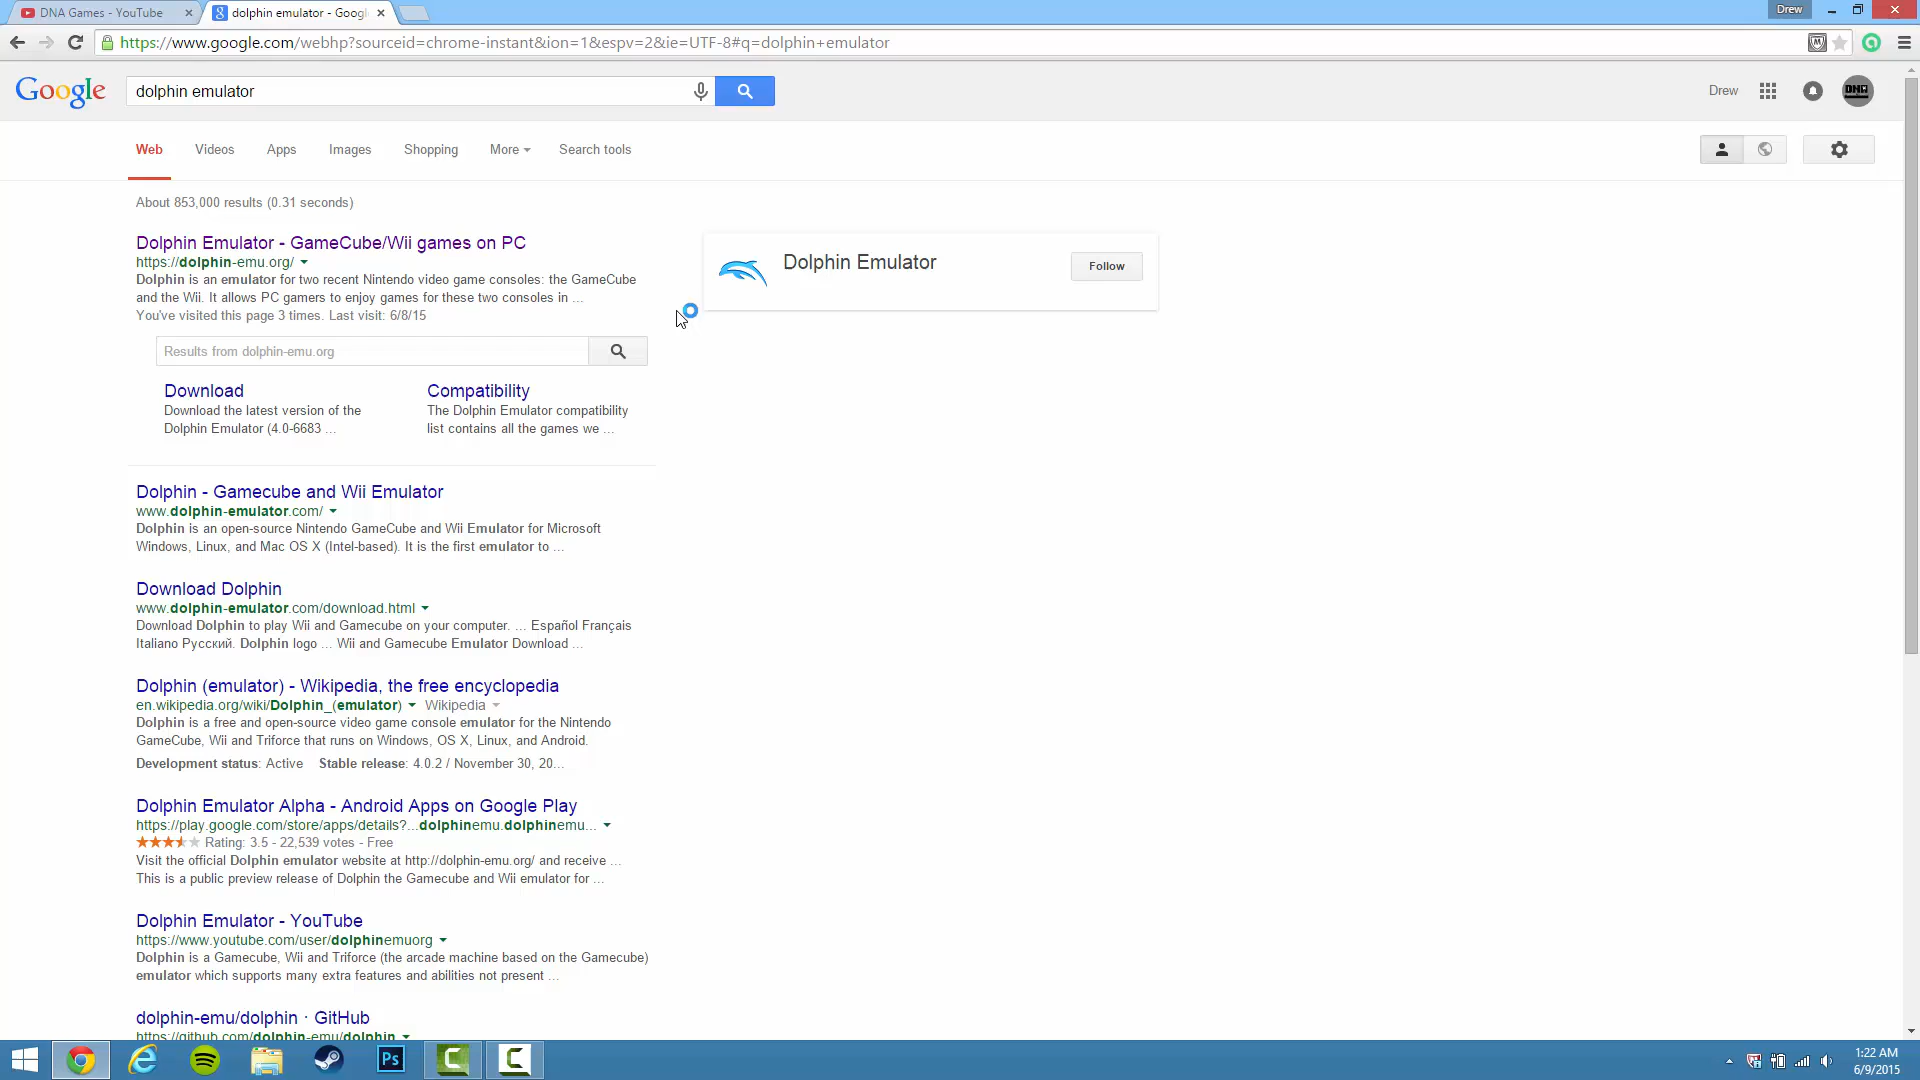 DNA Games - YouTube
dolphin emulator - Googl
Drew
https://www.google.com/webhp?sourceid=chrome-instant&ion=1&espv=2&ie=UTF-8#q=dolphin+emulator
Google
dolphin emulator
Drew
DNA
Web Videos Apps Images Shopping More Search tools
About 853,000 results (0.31 seconds)
Dolphin Emulator - GameCube/Wii games on PC
https://dolphin-emu.org/
Dolphin is an emulator for two recent Nintendo video game consoles: the GameCube
and the Wii. It allows PC gamers to enjoy games for these two consoles in ...
You've visited this page 3 times. Last visit: 6/8/15
Results from dolphin-emu.org
Download
Download the latest version of the
Dolphin Emulator (4.0-6683 ...
Compatibility
The Dolphin Emulator compatibility
list contains all the games we ...
Dolphin Emulator
Follow
Dolphin - Gamecube and Wii Emulator
www.dolphin-emulator.com/
Dolphin is an open-source Nintendo GameCube and Wii Emulator for Microsoft
Windows, Linux, and Mac OS X (Intel-based). It is the first emulator to ...
Download Dolphin
www.dolphin-emulator.com/download.html
Download Dolphin to play Wii and Gamecube on your computer. ... Español Français
Italiano Русский. Dolphin logo ... Wii and Gamecube Emulator Download ...
Dolphin (emulator) - Wikipedia, the free encyclopedia
en.wikipedia.org/wiki/Dolphin_(emulator) Wikipedia
Dolphin is a free and open-source video game console emulator for the Nintendo
GameCube, Wii and Triforce that runs on Windows, OS X, Linux, and Android.
Development status: Active Stable release: 4.0.2 / November 30, 20...
Dolphin Emulator Alpha - Android Apps on Google Play
https://play.google.com/store/apps/details?...dolphinemu.dolphinemu...
Rating: 3.5 - 22,539 votes - Free
Visit the official Dolphin emulator website at http://dolphin-emu.org/ and receive ...
This is a public preview release of Dolphin the Gamecube and Wii emulator for ...
Dolphin Emulator - YouTube
https://www.youtube.com/user/dolphinemuorg
Dolphin is a Gamecube, Wii and Triforce (the arcade machine based on the Gamecube)
emulator which supports many extra features and abilities not present ...
dolphin-emu/dolphin · GitHub
https://github.com/dolphin-emu/dolphin
Ps
1:22 AM
6/9/2015